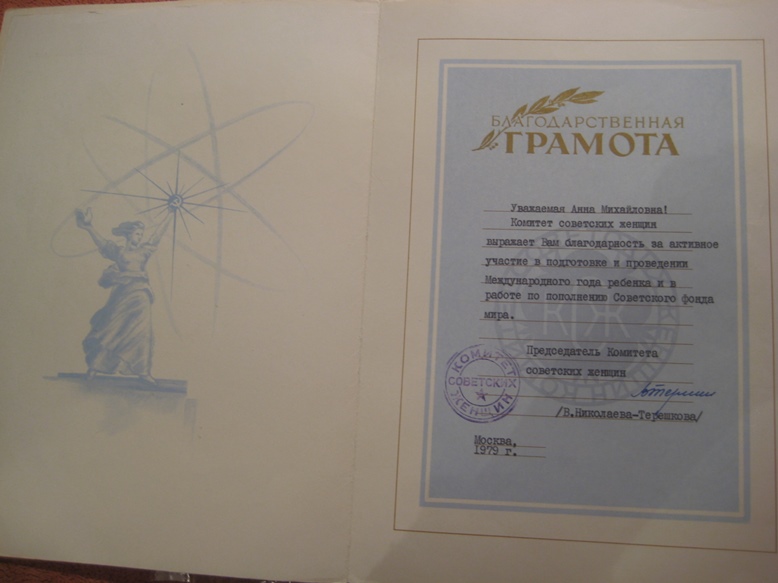 БЛАГОДАРСТВЕННАЯ
ГРАМОТА
Уважаемая Анна Михайловна!
Комитет советских женщин
выражает Вам благодарность за активное
участие в подготовке и проведении
Международного года ребенка и в
работе по пополнению Советского фонда
мира.
Председатель Комитета
советских женщин
/В.Николаева-Терешкова/
КОМИТЕТ
СОВЕТСКИХ
ЖЕНЩИН
Москва,
1979 г.